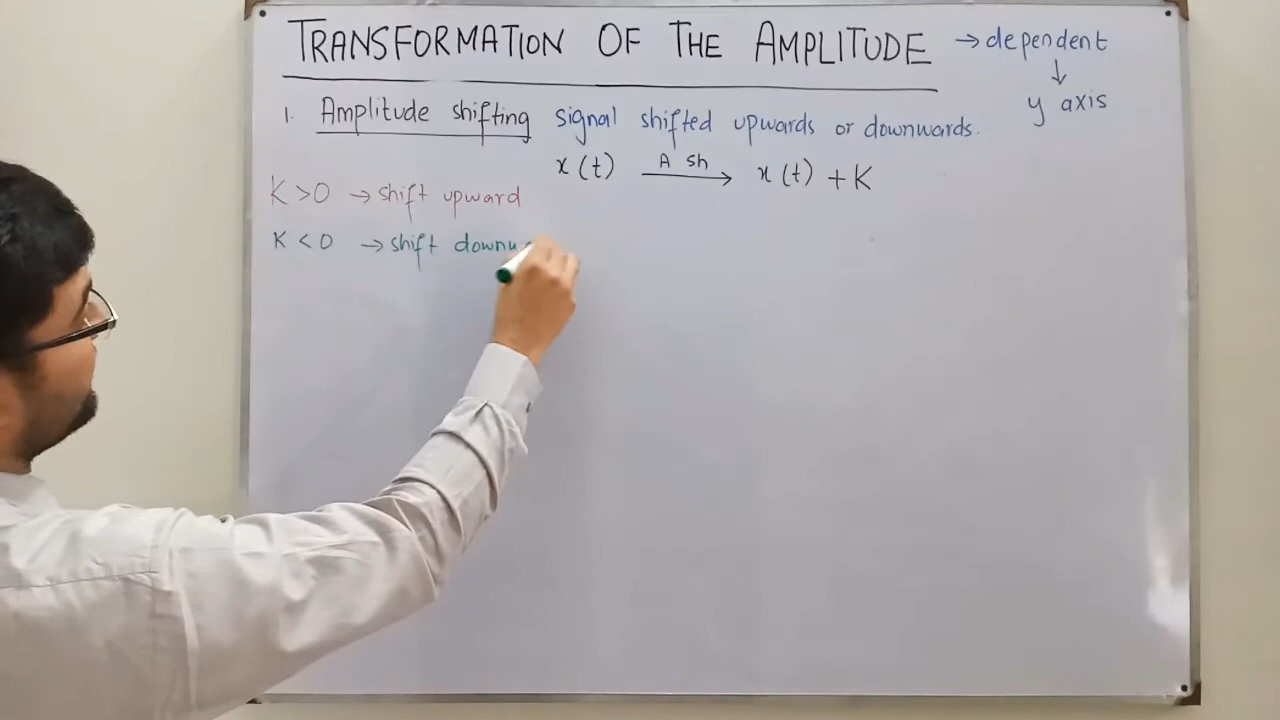 TRANSFORMATION OF THE AMPLITUDE → dependent
↓
y axis
1. Amplitude shifting signal shifted upwards or downwards.
x(t) A sh → x(t) + K
K > 0 → shift upward
K < 0 → shift